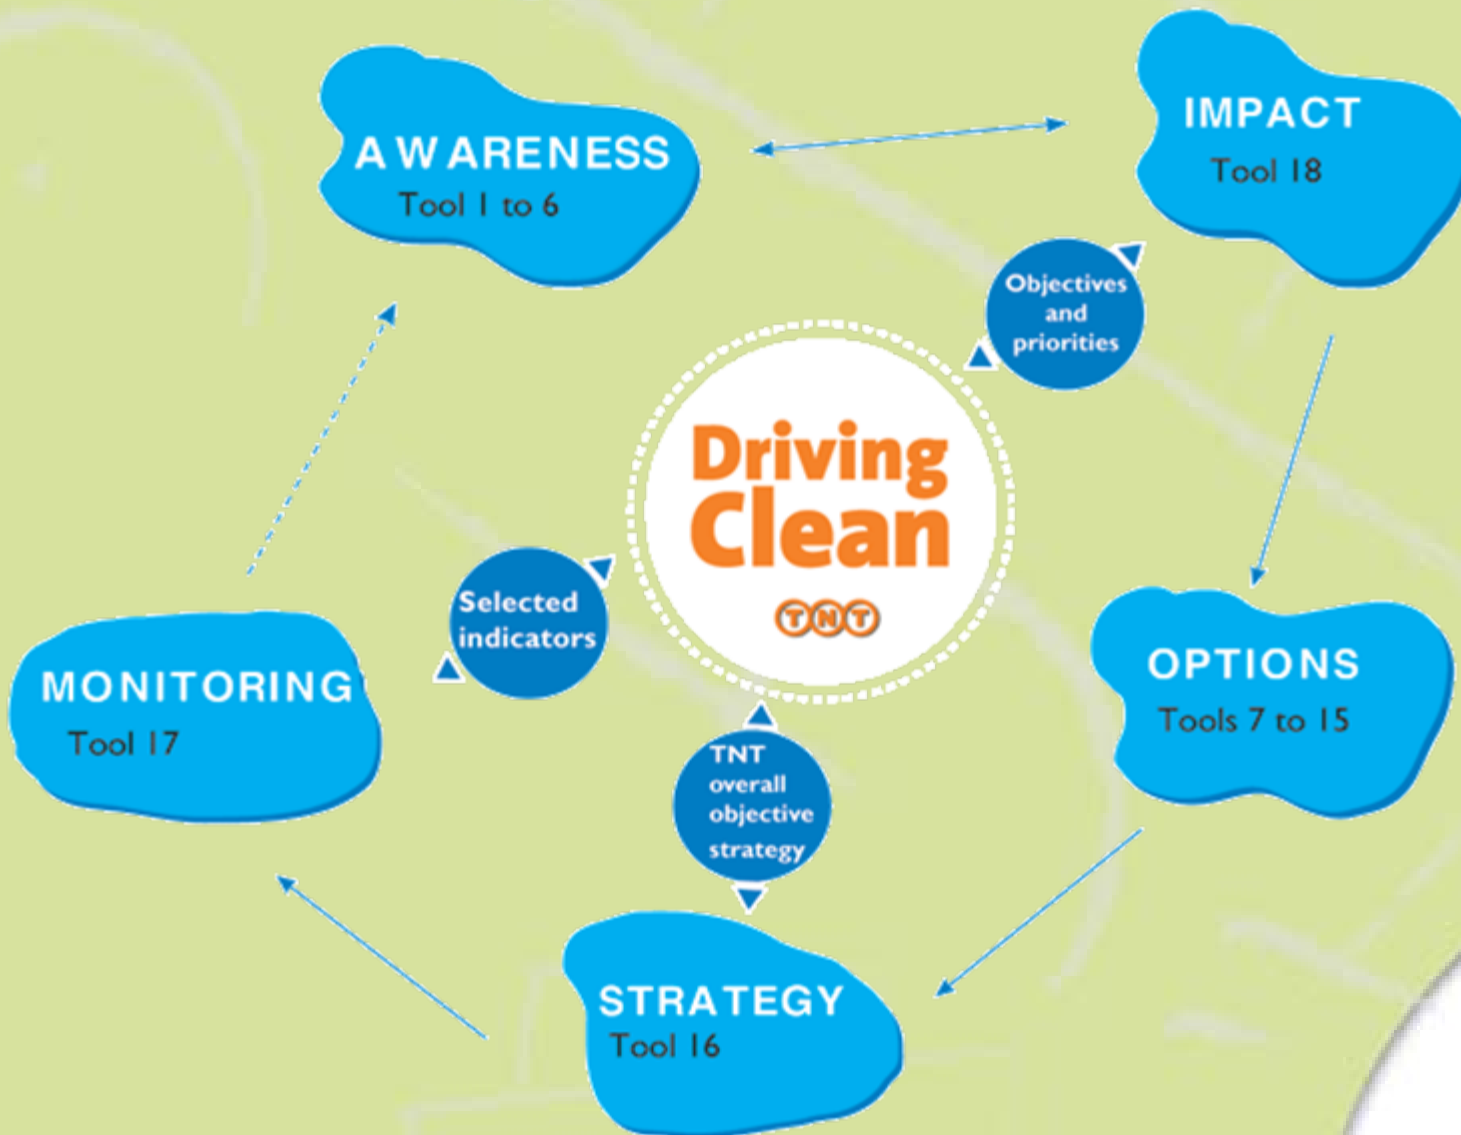 AWARENESS
Tool 1 to 6
IMPACT
Tool 18
Objectives
and
priorities
Driving
Clean
TNT
Selected
indicators
MONITORING
Tool 17
OPTIONS
Tools 7 to 15
TNT
overall
objective
strategy
STRATEGY
Tool 16